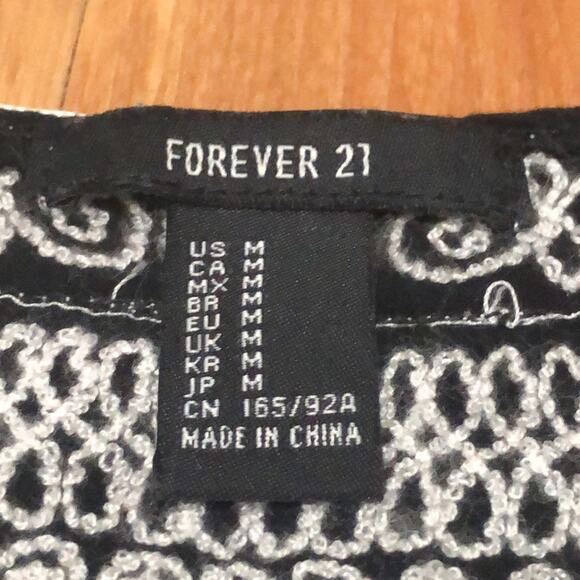 FOREVER 21
US M
CA M
MX M
BR M
EU M
UK M
KR M
JP M
CN 165/92A
MADE IN CHINA